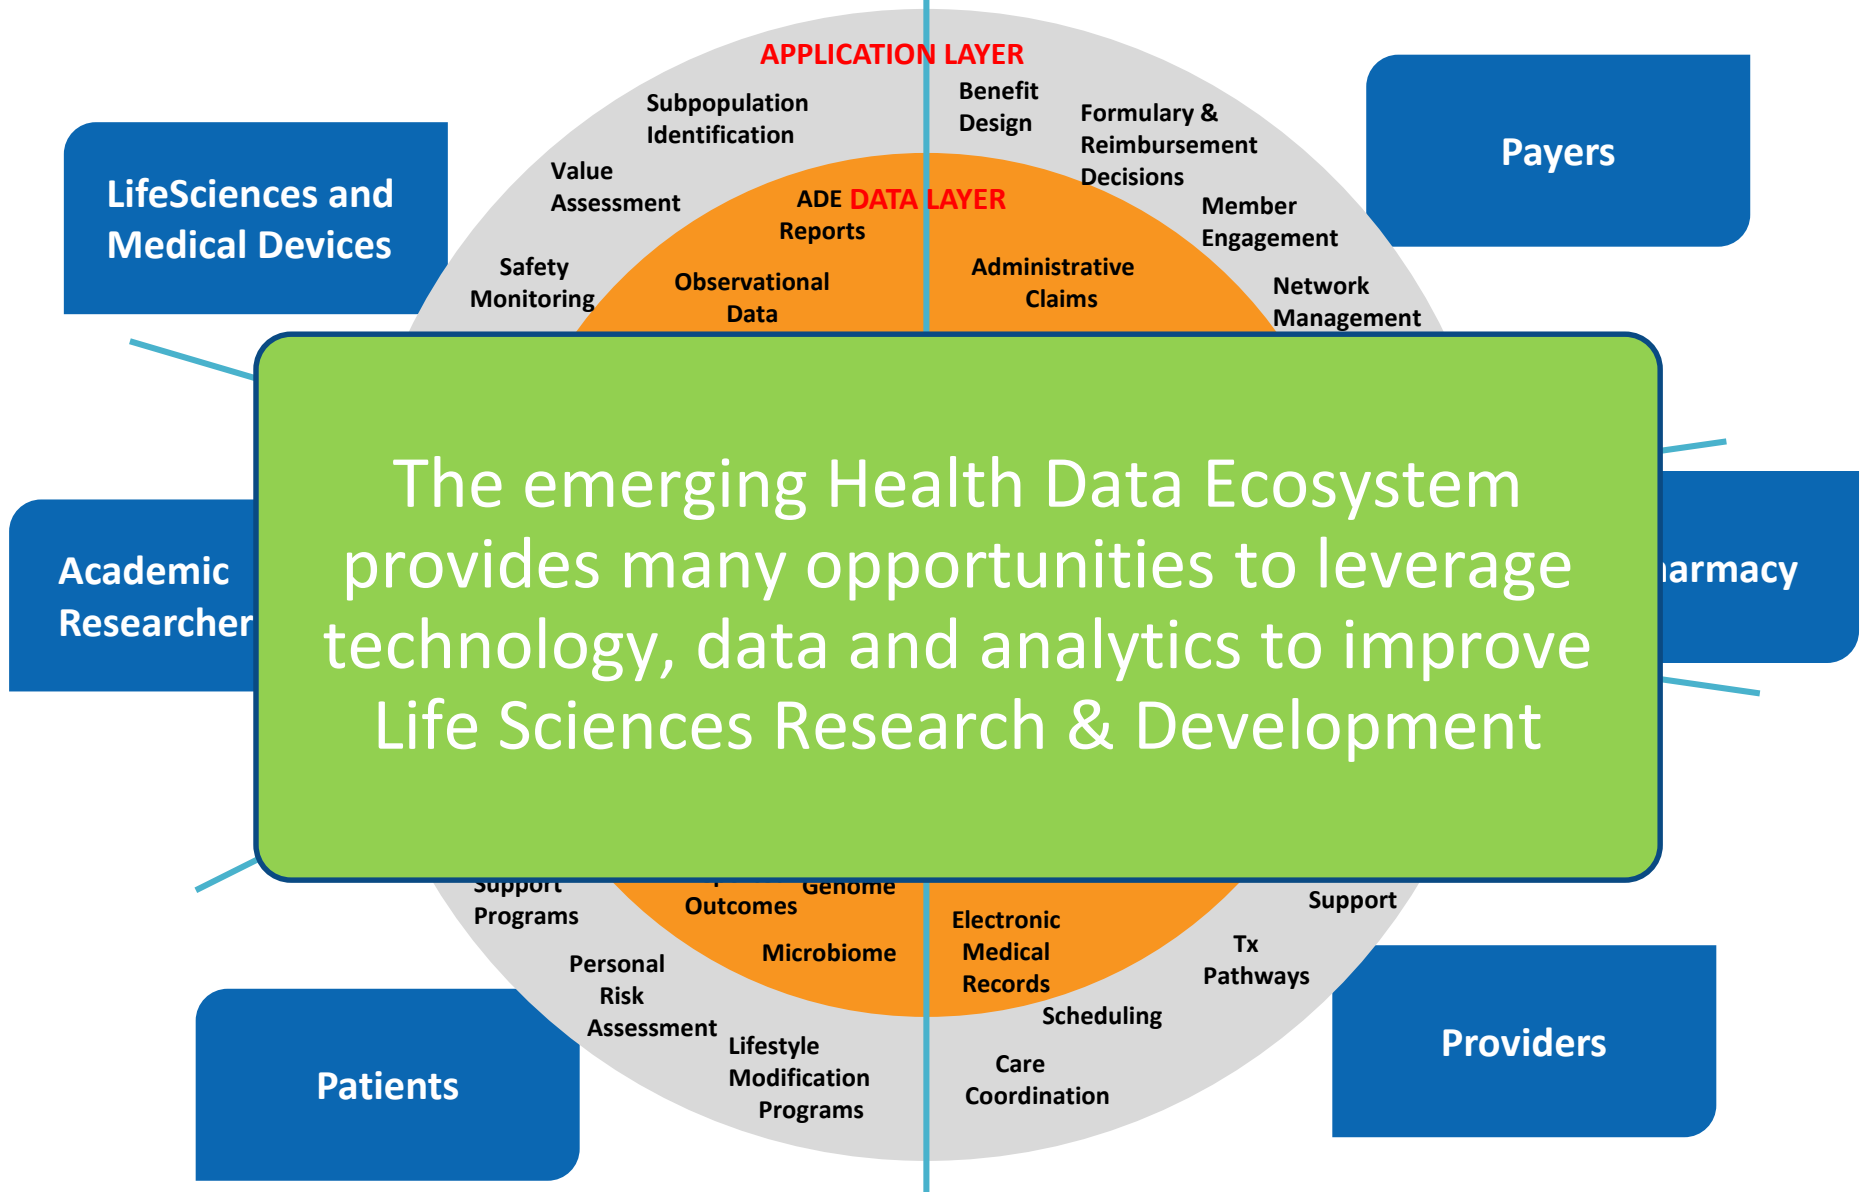 APPLICATION LAYER
Subpopulation
Identification
Benefit
Design
Formulary &
Reimbursement
Decisions
Payers
LifeSciences and
Medical Devices
Value
Assessment
ADE
Reports
DATA LAYER
Member
Engagement
Safety
Monitoring
Observational
Data
Administrative
Claims
Network
Management
The emerging Health Data Ecosystem
provides many opportunities to leverage
technology, data and analytics to improve
Life Sciences Research & Development
Academic
Researcher
armacy
Support
Programs
Outcomes
Genome
Microbiome
Electronic
Medical
Records
Support
Tx
Pathways
Personal
Risk
Assessment
Scheduling
Lifestyle
Modification
Programs
Care
Coordination
Patients
Providers